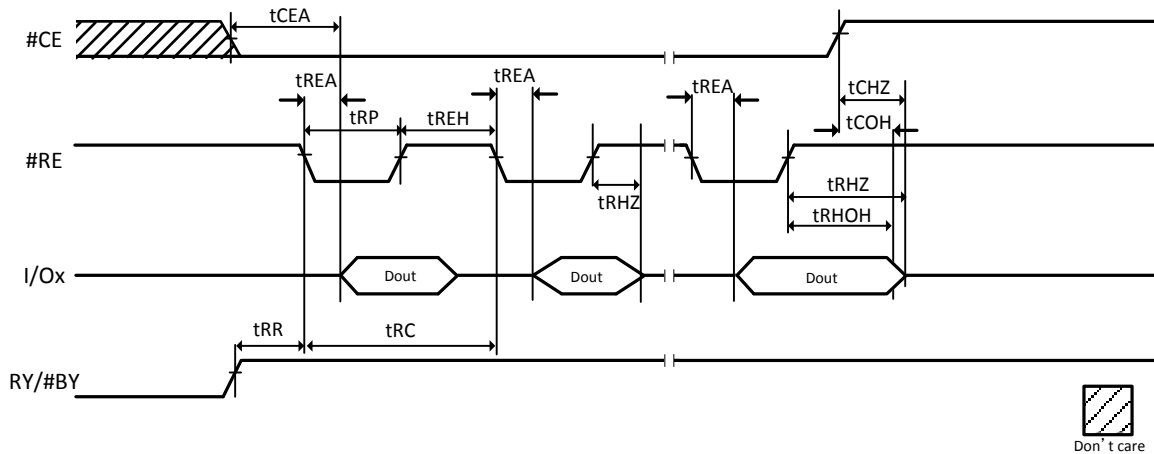 tCEA
#CE
tREA
tREA
tREA
tCHZ
tRP
tREH
tCOH
#RE
tRHZ
tRHZ
tRHOH
I/Ox
Dout
Dout
Dout
tRR
tRC
RY/#BY
Don't care